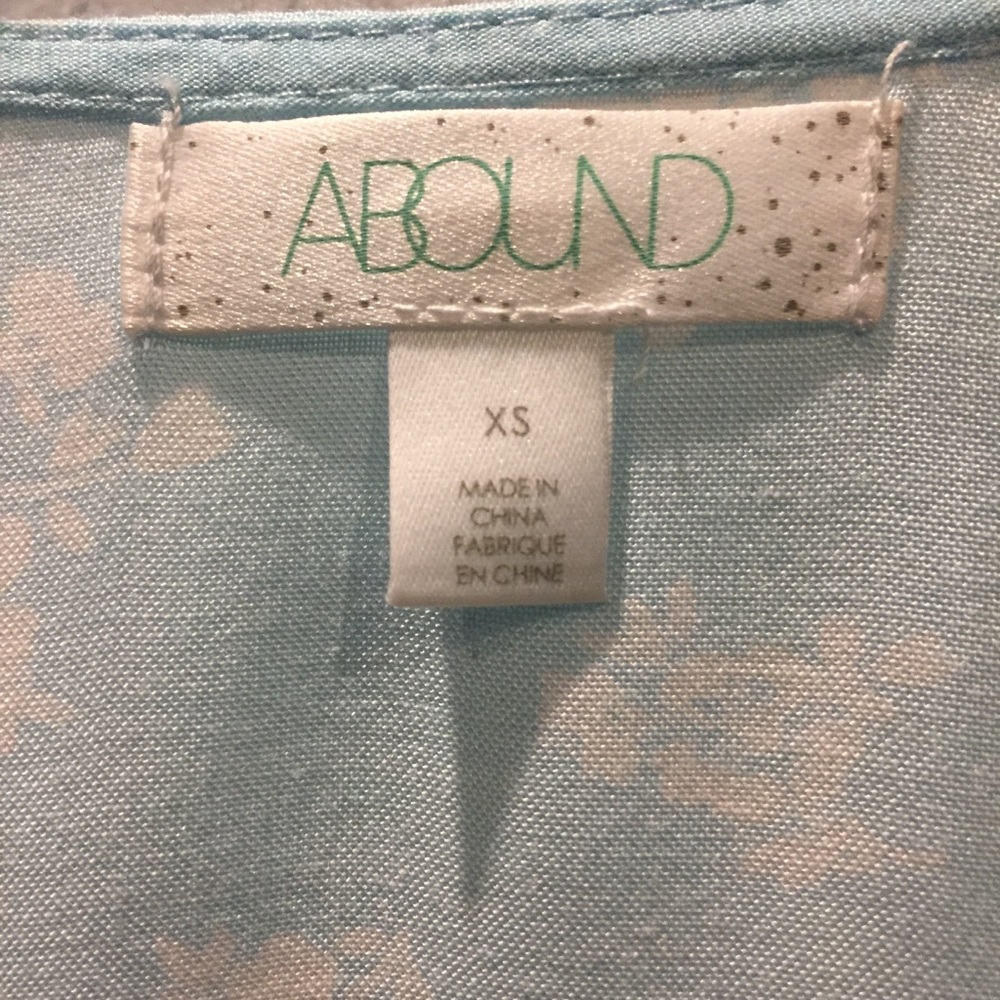 ABOUND
XS
MADE IN
CHINA
FABRIQUE
EN CHINE